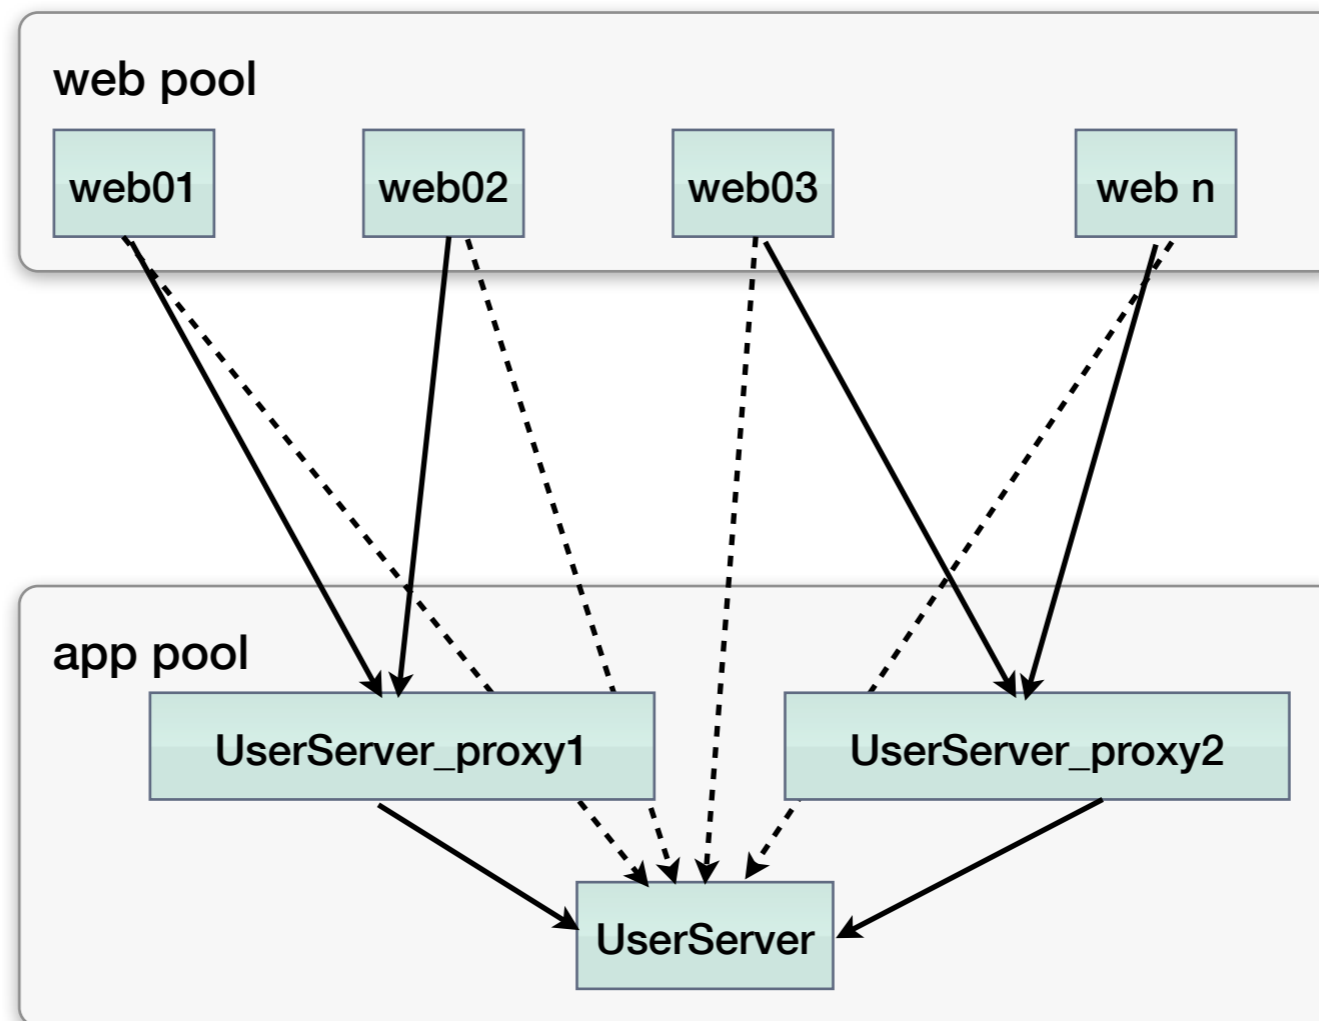 web pool
web01
web02
web03
web n
app pool
UserServer_proxy1
UserServer_proxy2
UserServer